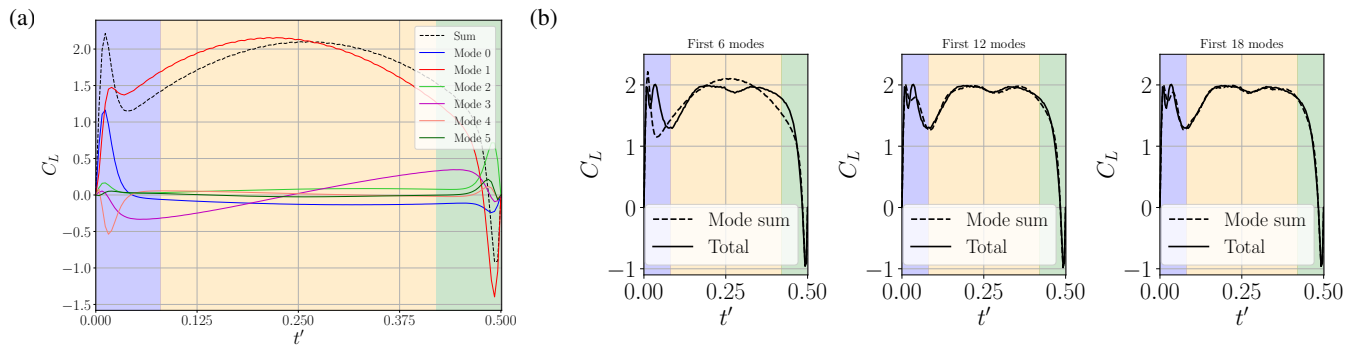 (a)
2.0
1.5
1.0
0.5
0.0
−0.5
−1.0
−1.5
C_L
0.000
0.125
0.250
0.375
0.500
t′
Sum
Mode 0
Mode 1
Mode 2
Mode 3
Mode 4
Mode 5
(b)
First 6 modes
2
1
0
−1
C_L
Mode sum
Total
0.00
0.25
0.50
t′
First 12 modes
2
1
0
−1
C_L
Mode sum
Total
0.00
0.25
0.50
t′
First 18 modes
2
1
0
−1
C_L
Mode sum
Total
0.00
0.25
0.50
t′